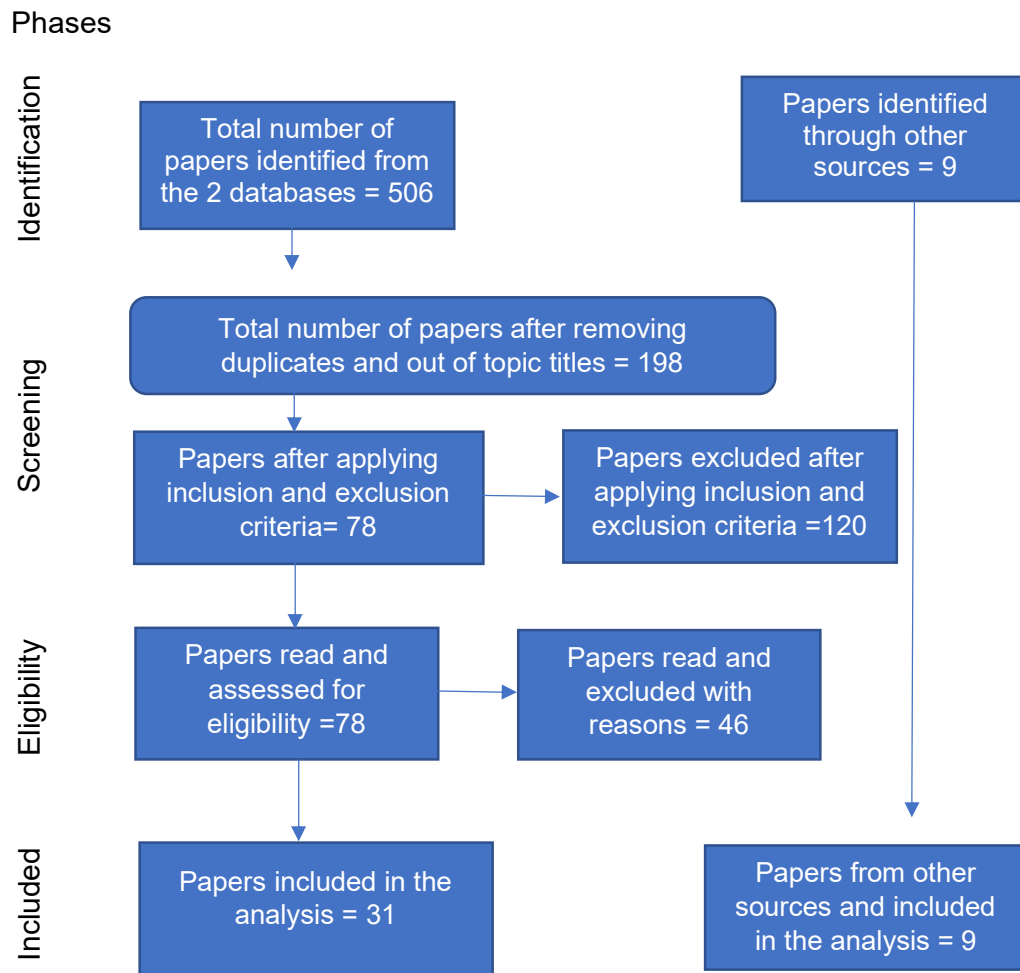 Phases
Identification
Total number of
papers identified from
the 2 databases = 506
Papers identified
through other
sources = 9
Screening
Total number of papers after removing
duplicates and out of topic titles = 198
Papers after applying
inclusion and exclusion
criteria= 78
Papers excluded after
applying inclusion and
exclusion criteria =120
Eligibility
Papers read and
assessed for
eligibility =78
Papers read and
excluded with
reasons = 46
Included
Papers included in the
analysis = 31
Papers from other
sources and included
in the analysis = 9